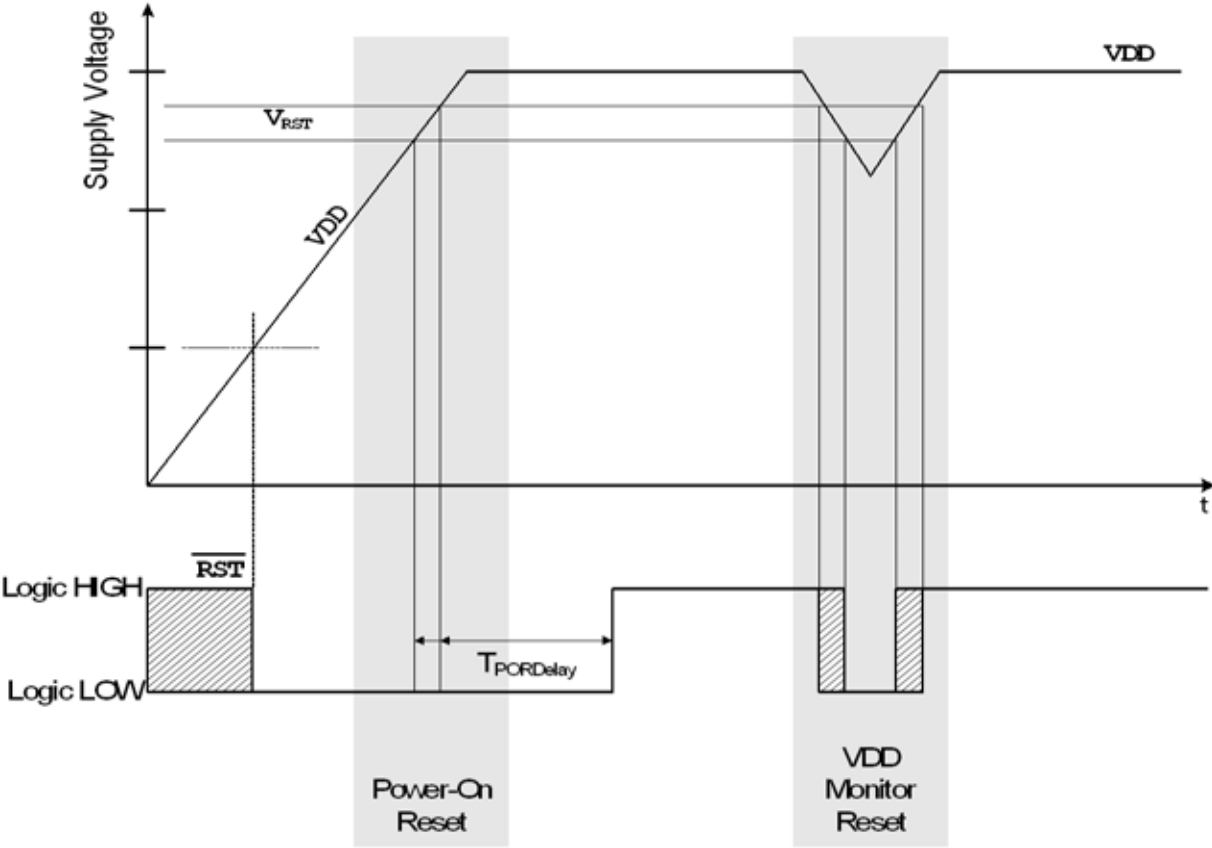 Supply Voltage
VDD
VRST
VDD
t
RST
Logic HIGH
TPORDelay
Logic LOW
Power-On
Reset
VDD
Monitor
Reset